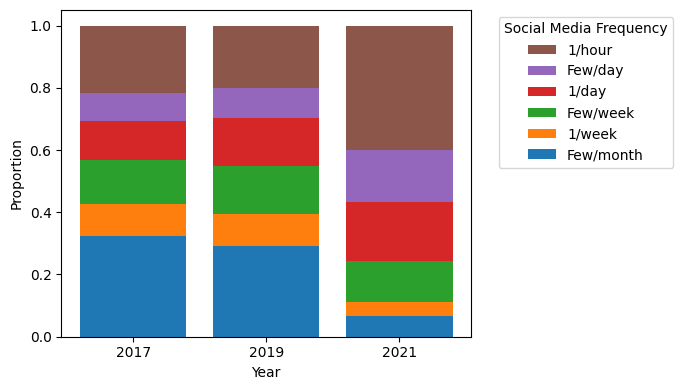 1.0
0.8
0.6
0.4
0.2
0.0
Proportion
2017 2019 2021
Year
Social Media Frequency
1/hour
Few/day
1/day
Few/week
1/week
Few/month